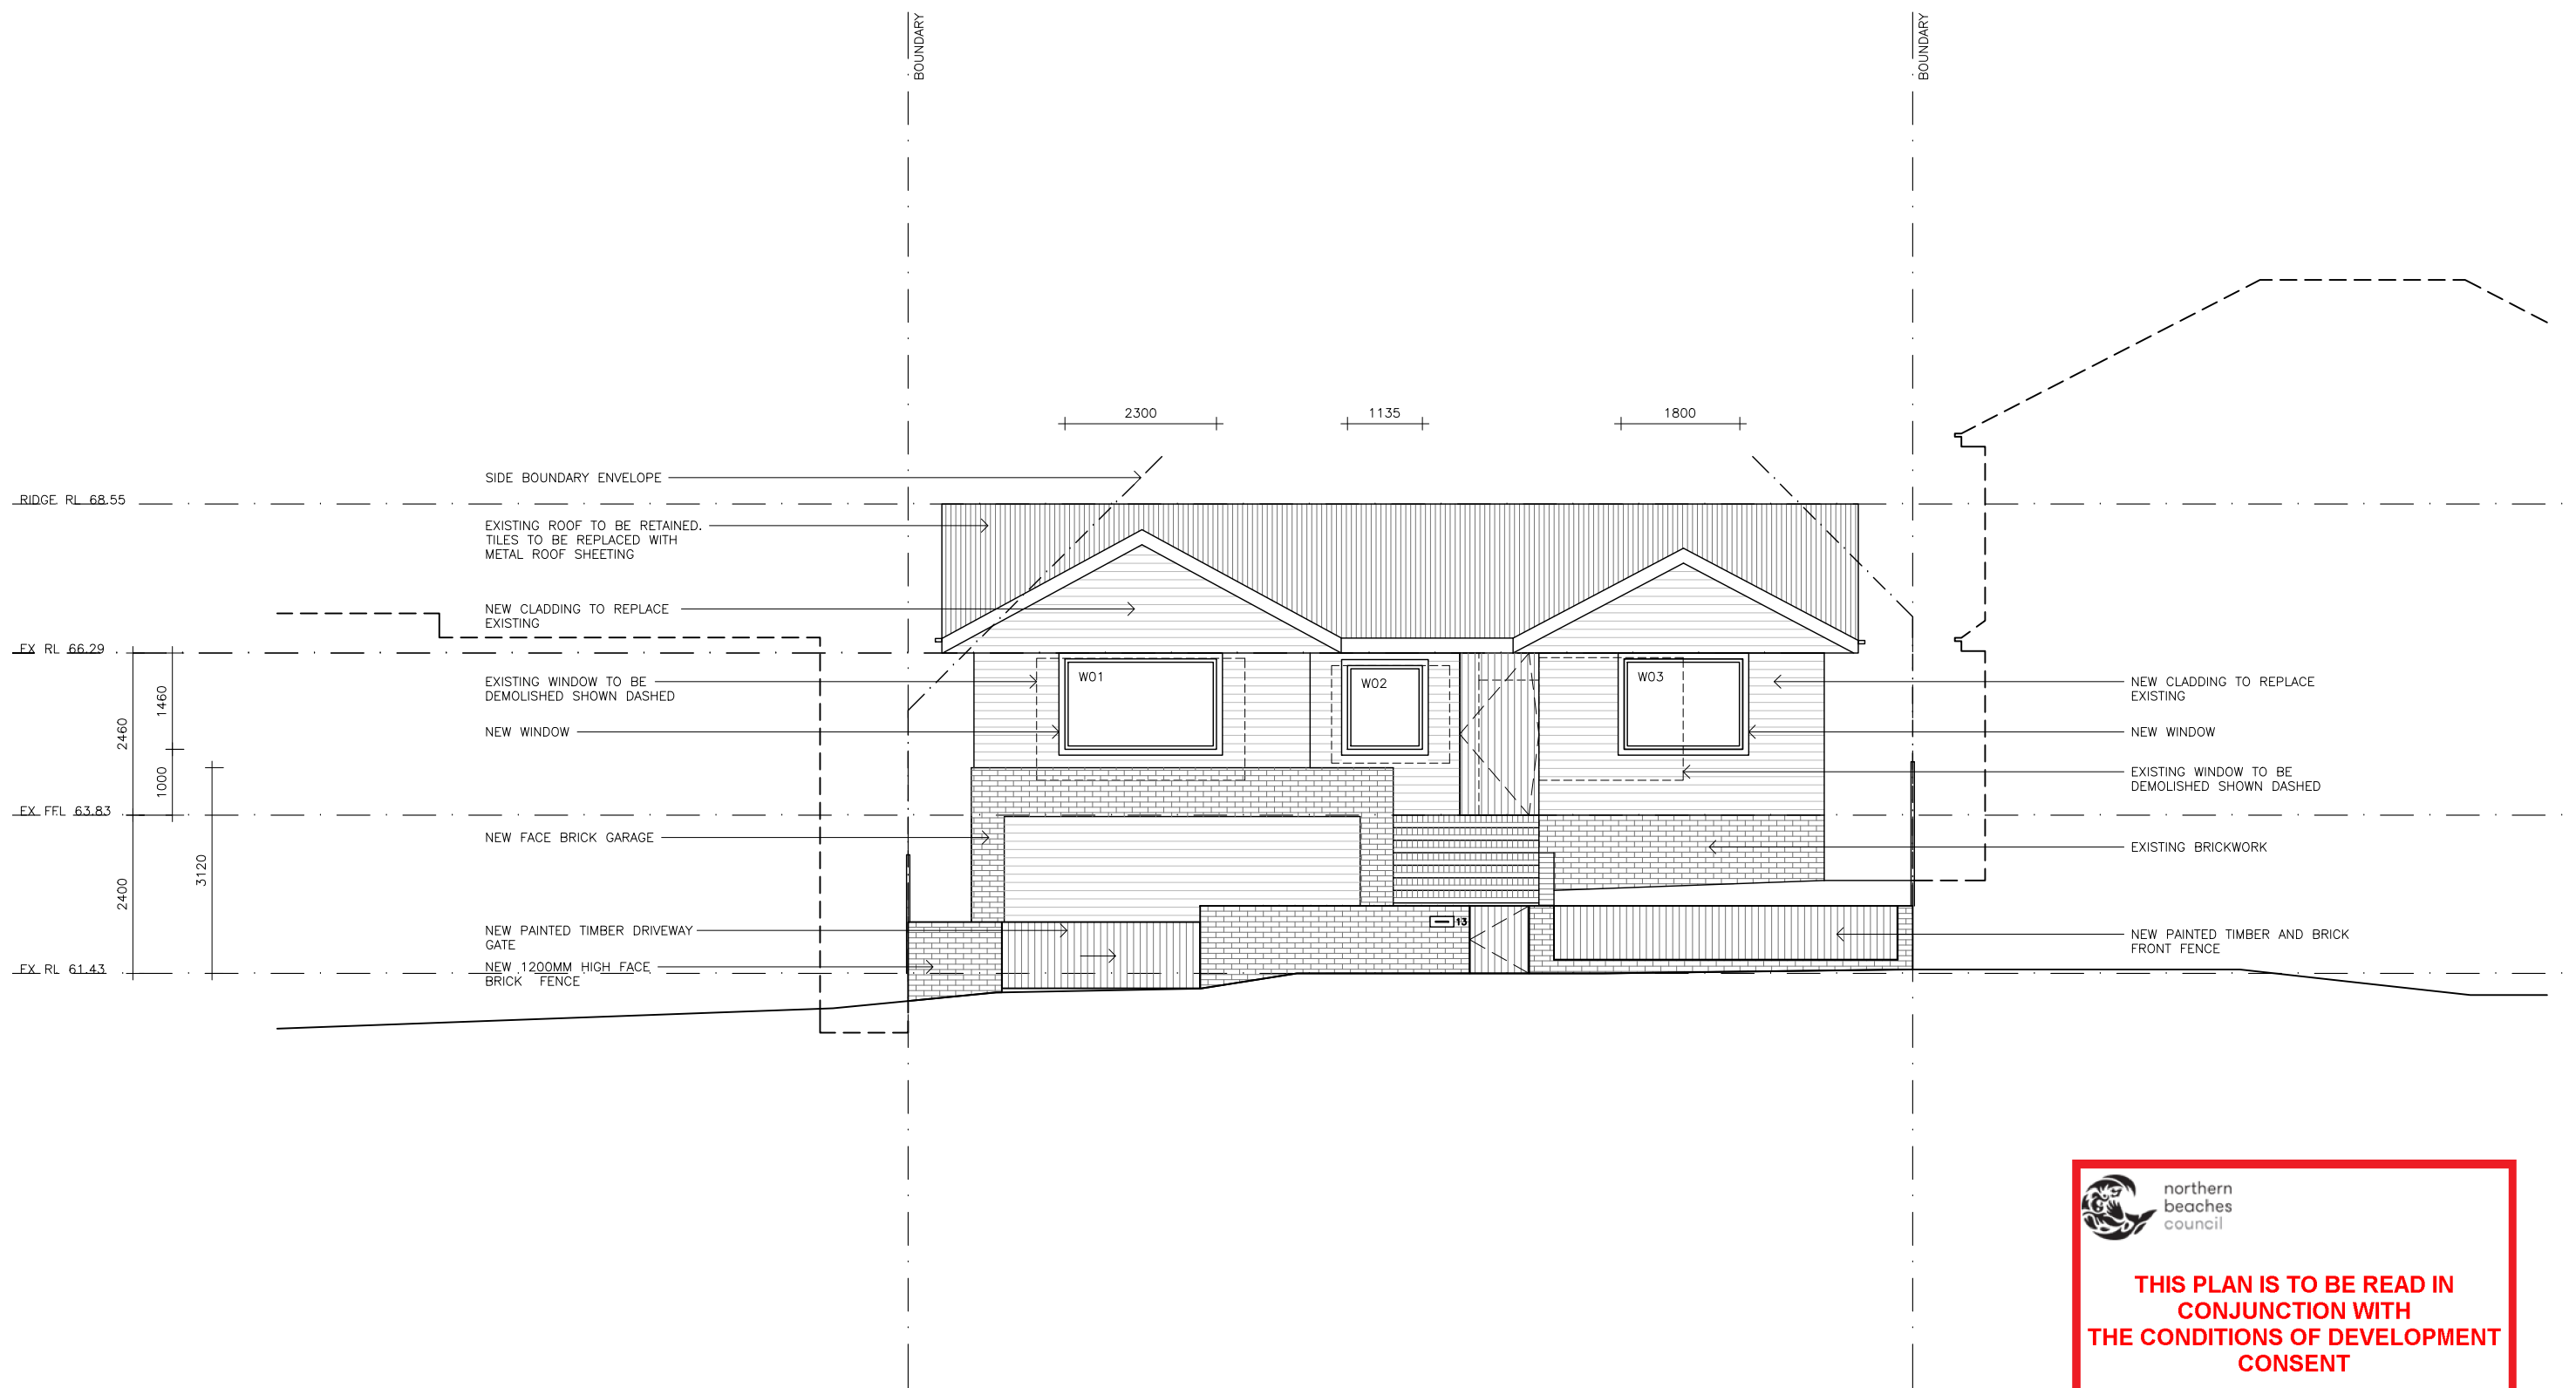 BOUNDARY
BOUNDARY
2300
1135
1800
SIDE BOUNDARY ENVELOPE
RIDGE RL 68.55
EXISTING ROOF TO BE RETAINED.
TILES TO BE REPLACED WITH
METAL ROOF SHEETING
NEW CLADDING TO REPLACE
EXISTING
EX RL 66.29
EXISTING WINDOW TO BE
DEMOLISHED SHOWN DASHED
W01
W02
W03
NEW CLADDING TO REPLACE
EXISTING
1460
2460
NEW WINDOW
NEW WINDOW
1000
EXISTING WINDOW TO BE
DEMOLISHED SHOWN DASHED
EX FFL 63.83
NEW FACE BRICK GARAGE
EXISTING BRICKWORK
3120
2400
13
NEW PAINTED TIMBER DRIVEWAY
GATE
NEW PAINTED TIMBER AND BRICK
FRONT FENCE
EX RL 61.43
NEW 1200MM HIGH FACE
BRICK FENCE
northern
beaches
council
THIS PLAN IS TO BE READ IN
CONJUNCTION WITH
THE CONDITIONS OF DEVELOPMENT
CONSENT